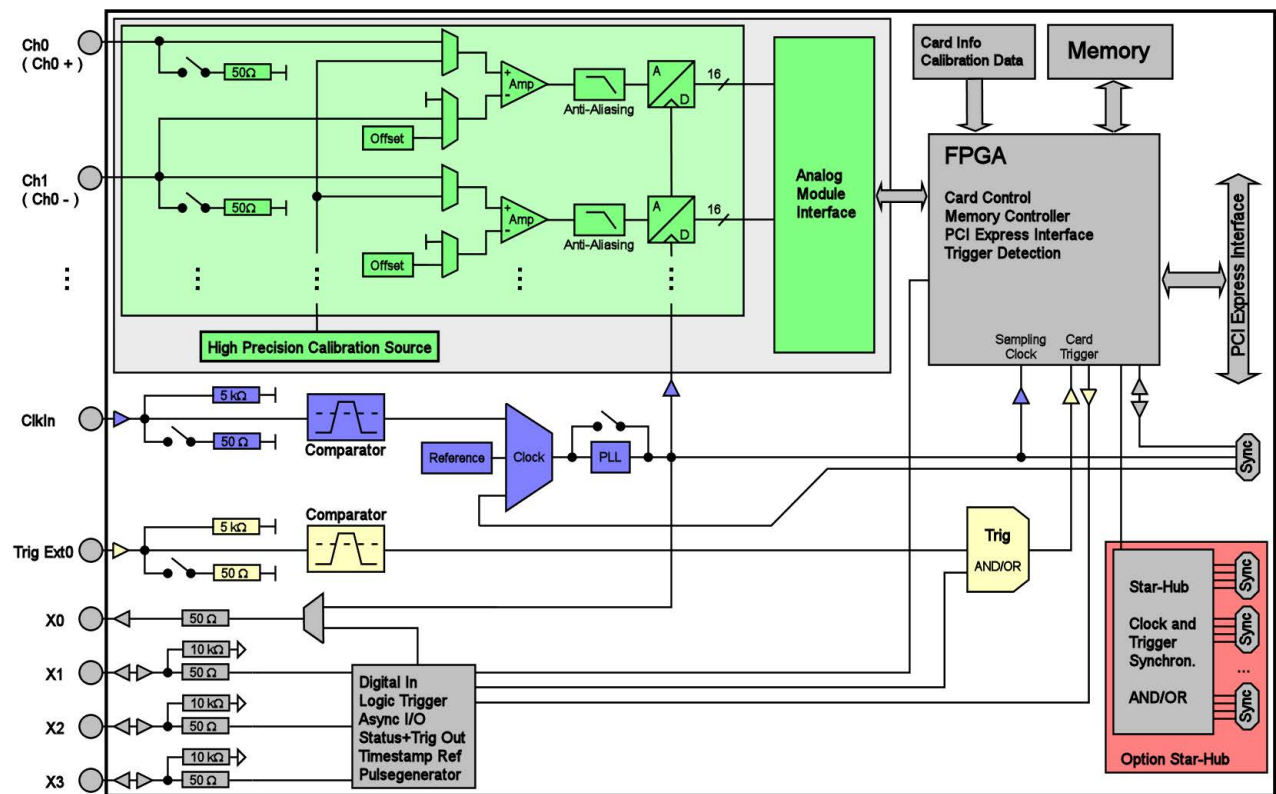 Ch0
( Ch0 + )
50Ω
Amp
+
-
Offset
Anti-Aliasing
A
D
16
Ch1
( Ch0 - )
50Ω
Amp
+
-
Offset
Anti-Aliasing
A
D
16
High Precision Calibration Source
Analog
Module
Interface
Card Info
Calibration Data
Memory
FPGA
Card Control
Memory Controller
PCI Express Interface
Trigger Detection
Sampling
Clock
Card
Trigger
PCI Express Interface
ClkIn
5 kΩ
50 Ω
Comparator
Reference
Clock
PLL
Sync
Trig Ext0
5 kΩ
50 Ω
Comparator
Trig
AND/OR
X0
50 Ω
X1
10 kΩ
50 Ω
X2
10 kΩ
50 Ω
X3
10 kΩ
50 Ω
Digital In
Logic Trigger
Async I/O
Status+Trig Out
Timestamp Ref
Pulsegenerator
Star-Hub
Clock and
Trigger
Synchron.
AND/OR
Sync
Sync
...
Sync
Option Star-Hub